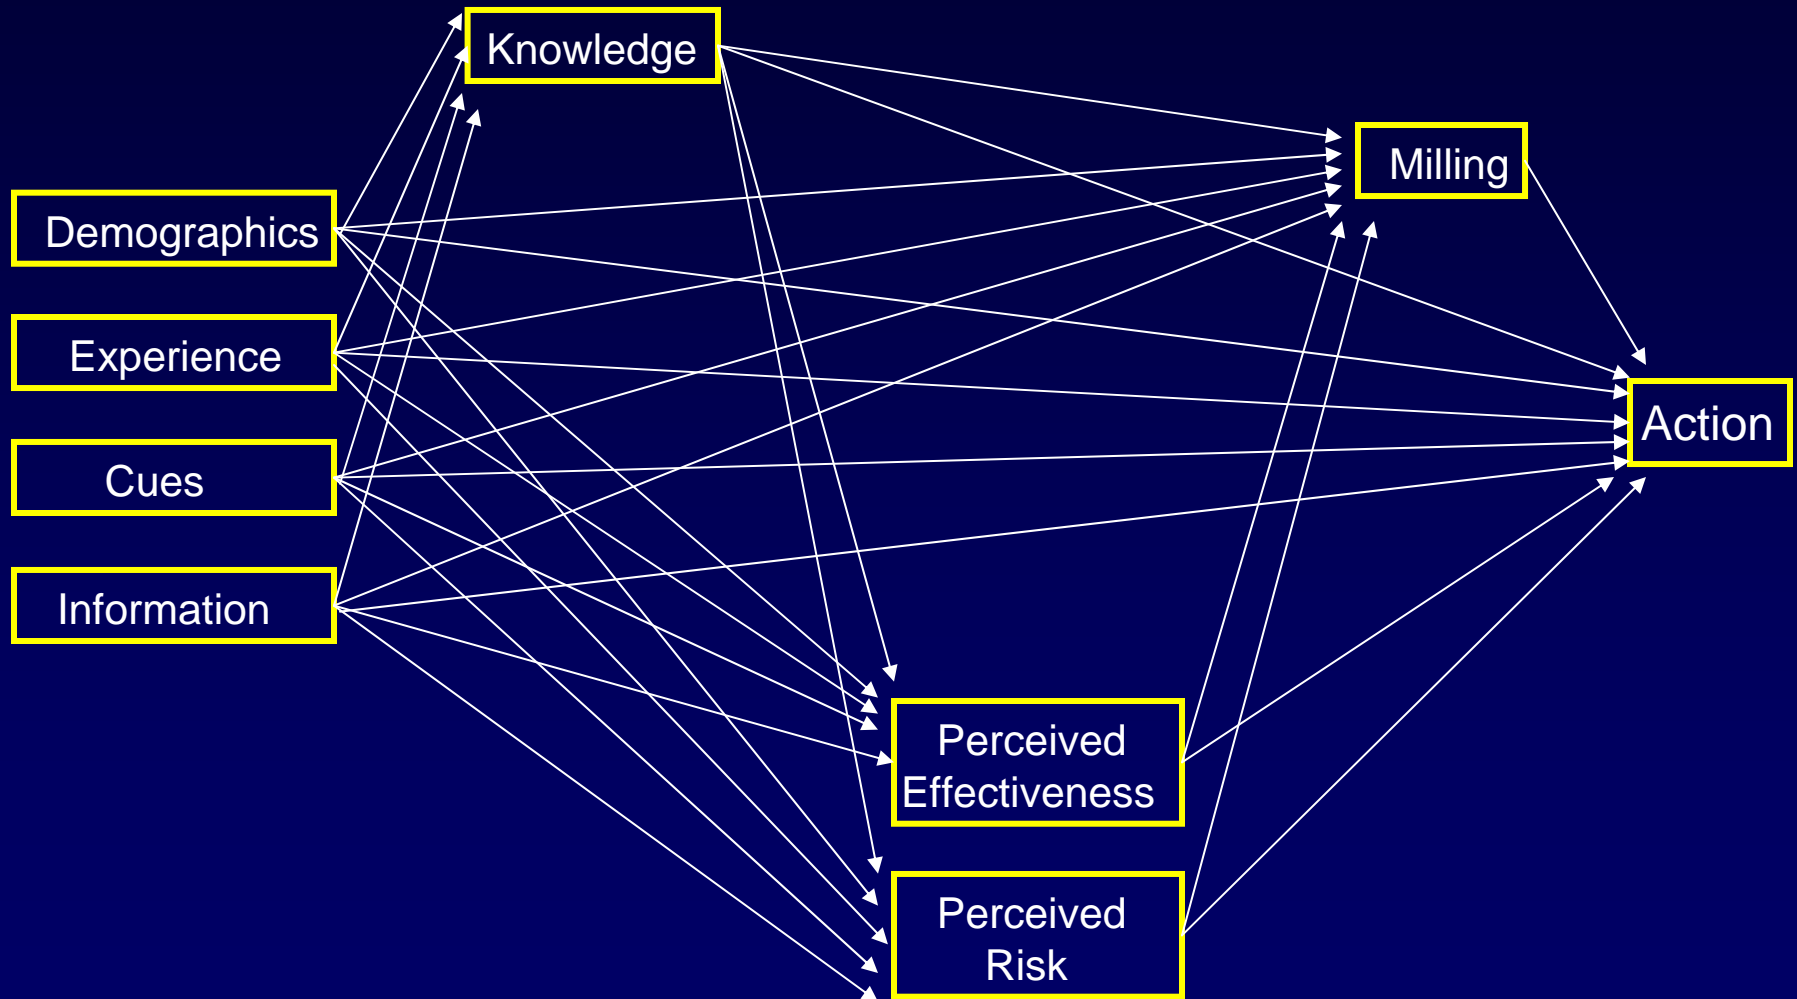 Knowledge
Milling
Demographics
Experience
Action
Cues
Information
Perceived
Effectiveness
Perceived
Risk